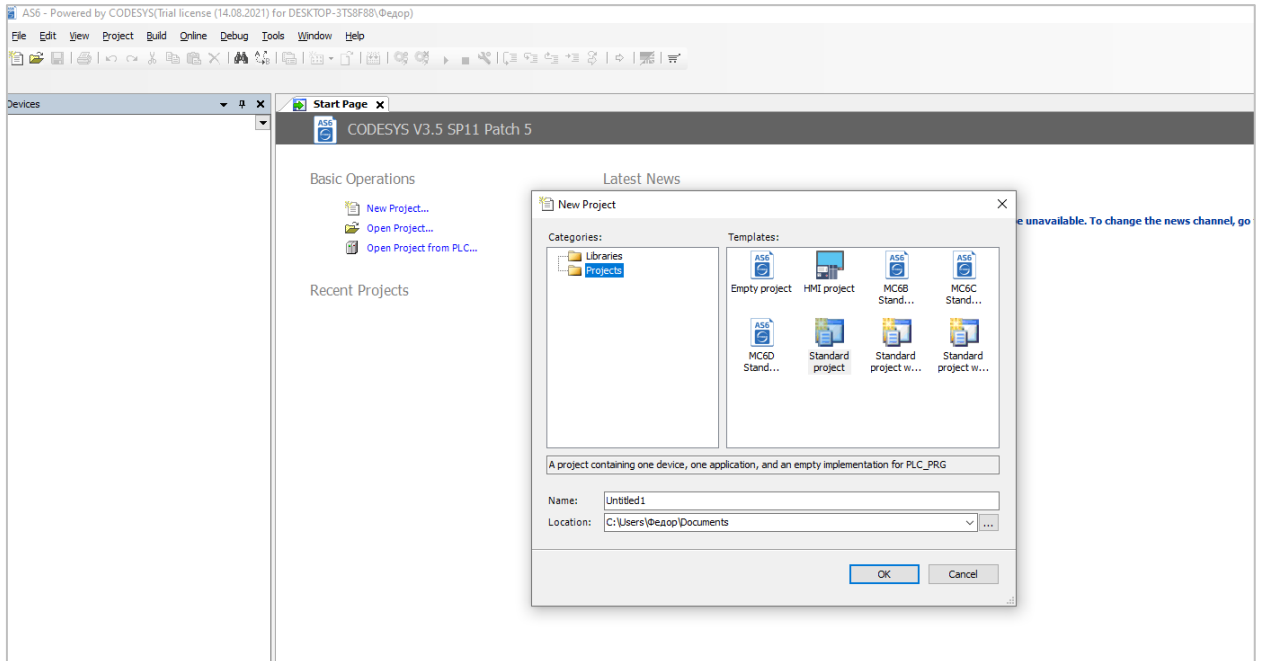 AS6 - Powered by CODESYS(Trial license (14.08.2021) for DESKTOP-3TS8F88\Федор)
File Edit View Project Build Online Debug Tools Window Help
Devices
Start Page
AS6 CODESYS V3.5 SP11 Patch 5
Basic Operations
New Project...
Open Project...
Open Project from PLC...
Recent Projects
Latest News
e unavailable. To change the news channel, go
New Project
Categories:
Libraries
Projects
Templates:
AS6 AS6 AS6
Empty project HMI project MC6B Stand... MC6C Stand...
AS6
MC6D Stand... Standard project Standard project w... Standard project w...
A project containing one device, one application, and an empty implementation for PLC_PRG
Name: Untitled1
Location: C:\Users\Федор\Documents ...
OK Cancel